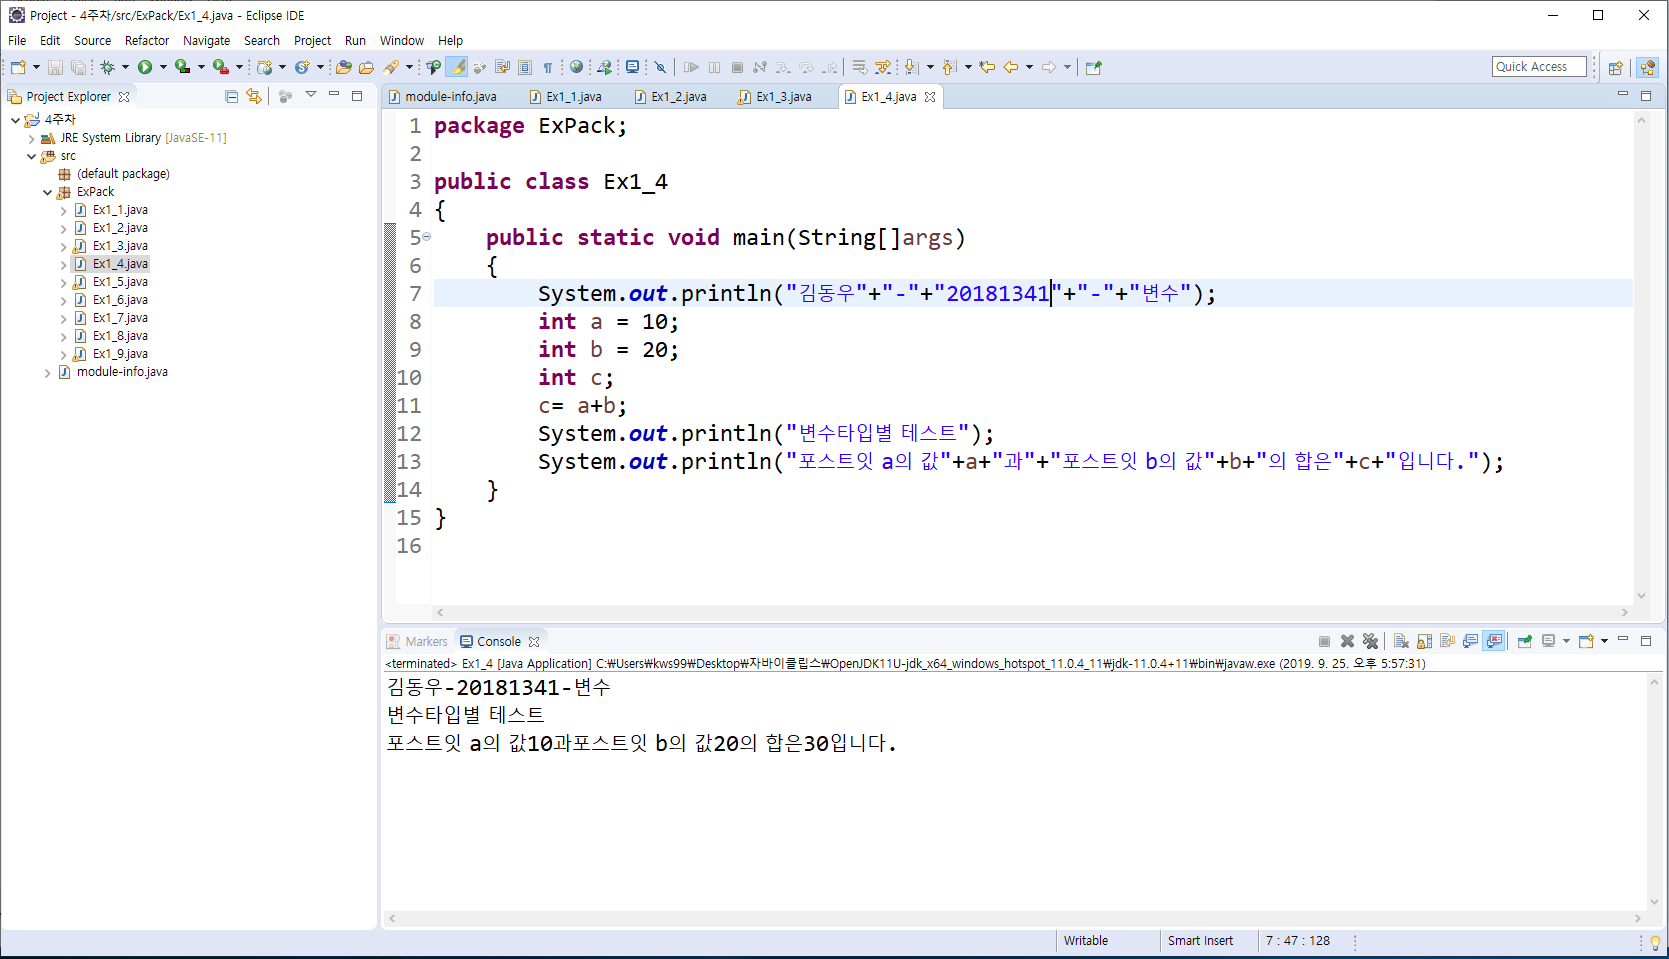 Project - 4주차/src/ExPack/Ex1_4.java - Eclipse IDE
File Edit Source Refactor Navigate Search Project Run Window Help
Quick Access
Project Explorer
4주차
JRE System Library [JavaSE-11]
src
(default package)
ExPack
Ex1_1.java
Ex1_2.java
Ex1_3.java
Ex1_4.java
Ex1_5.java
Ex1_6.java
Ex1_7.java
Ex1_8.java
Ex1_9.java
module-info.java
module-info.java Ex1_1.java Ex1_2.java Ex1_3.java Ex1_4.java
1 package ExPack;
2
3 public class Ex1_4
4 {
5 public static void main(String[]args)
6 {
7 System.out.println("김동우"+"-"+"20181341"+"-"+"변수");
8 int a = 10;
9 int b = 20;
10 int c;
11 c= a+b;
12 System.out.println("변수타입별 테스트");
13 System.out.println("포스트잇 a의 값"+a+"과"+"포스트잇 b의 값"+b+"의 합은"+c+"입니다.");
14 }
15 }
16
Markers Console
<terminated> Ex1_4 [Java Application] C:₩Users₩kws99₩Desktop₩자바이클립스₩OpenJDK11U-jdk_x64_windows_hotspot_11.0.4_11₩jdk-11.0.4+11₩bin₩javaw.exe (2019. 9. 25. 오후 5:57:31)
김동우-20181341-변수
변수타입별 테스트
포스트잇 a의 값10과포스트잇 b의 값20의 합은30입니다.
Writable Smart Insert 7 : 47 : 128